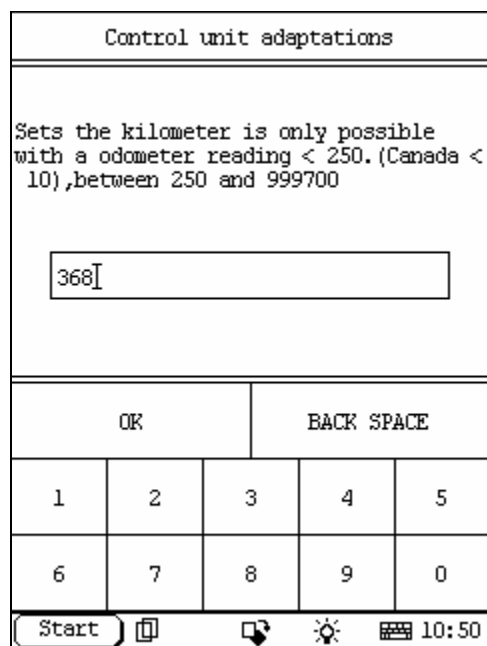 Control unit adaptations
Sets the kilometer is only possible
with a odometer reading < 250.(Canada <
10),between 250 and 999700
368
OK BACK SPACE
1 2 3 4 5
6 7 8 9 0
Start 10:50